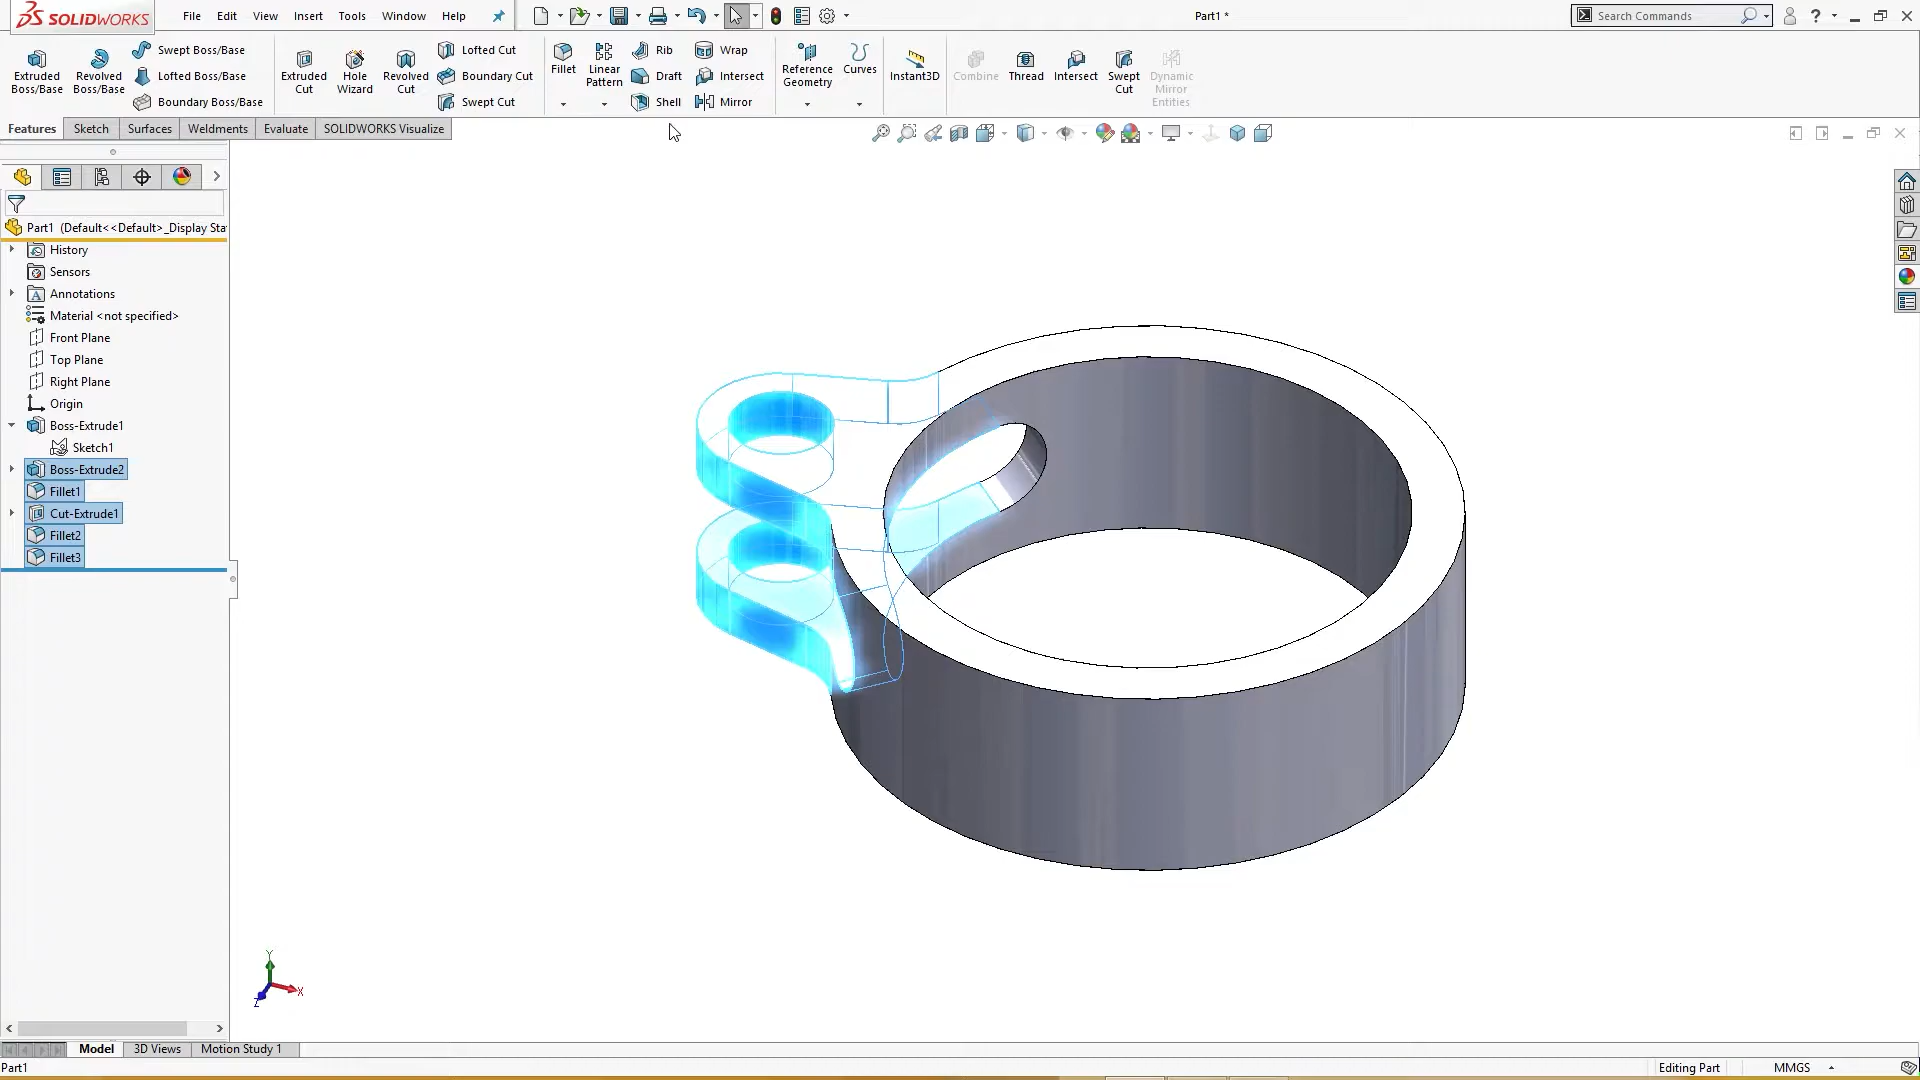 SOLIDWORKS
File Edit View Insert Tools Window Help
Part1 *
Search Commands
Extruded Boss/Base
Revolved Boss/Base
Swept Boss/Base
Lofted Boss/Base
Boundary Boss/Base
Extruded Cut
Hole Wizard
Revolved Cut
Lofted Cut
Boundary Cut
Swept Cut
Fillet
Linear Pattern
Rib
Draft
Shell
Wrap
Intersect
Mirror
Reference Geometry
Curves
Instant3D
Combine
Thread
Intersect
Swept Cut
Dynamic Mirror Entities
Features Sketch Surfaces Weldments Evaluate SOLIDWORKS Visualize
Part1 (Default<<Default>_Display Sta
History
Sensors
Annotations
Material <not specified>
Front Plane
Top Plane
Right Plane
Origin
Boss-Extrude1
Sketch1
Boss-Extrude2
Fillet1
Cut-Extrude1
Fillet2
Fillet3
Y
X
Z
Model 3D Views Motion Study 1
Part1
Editing Part MMGS